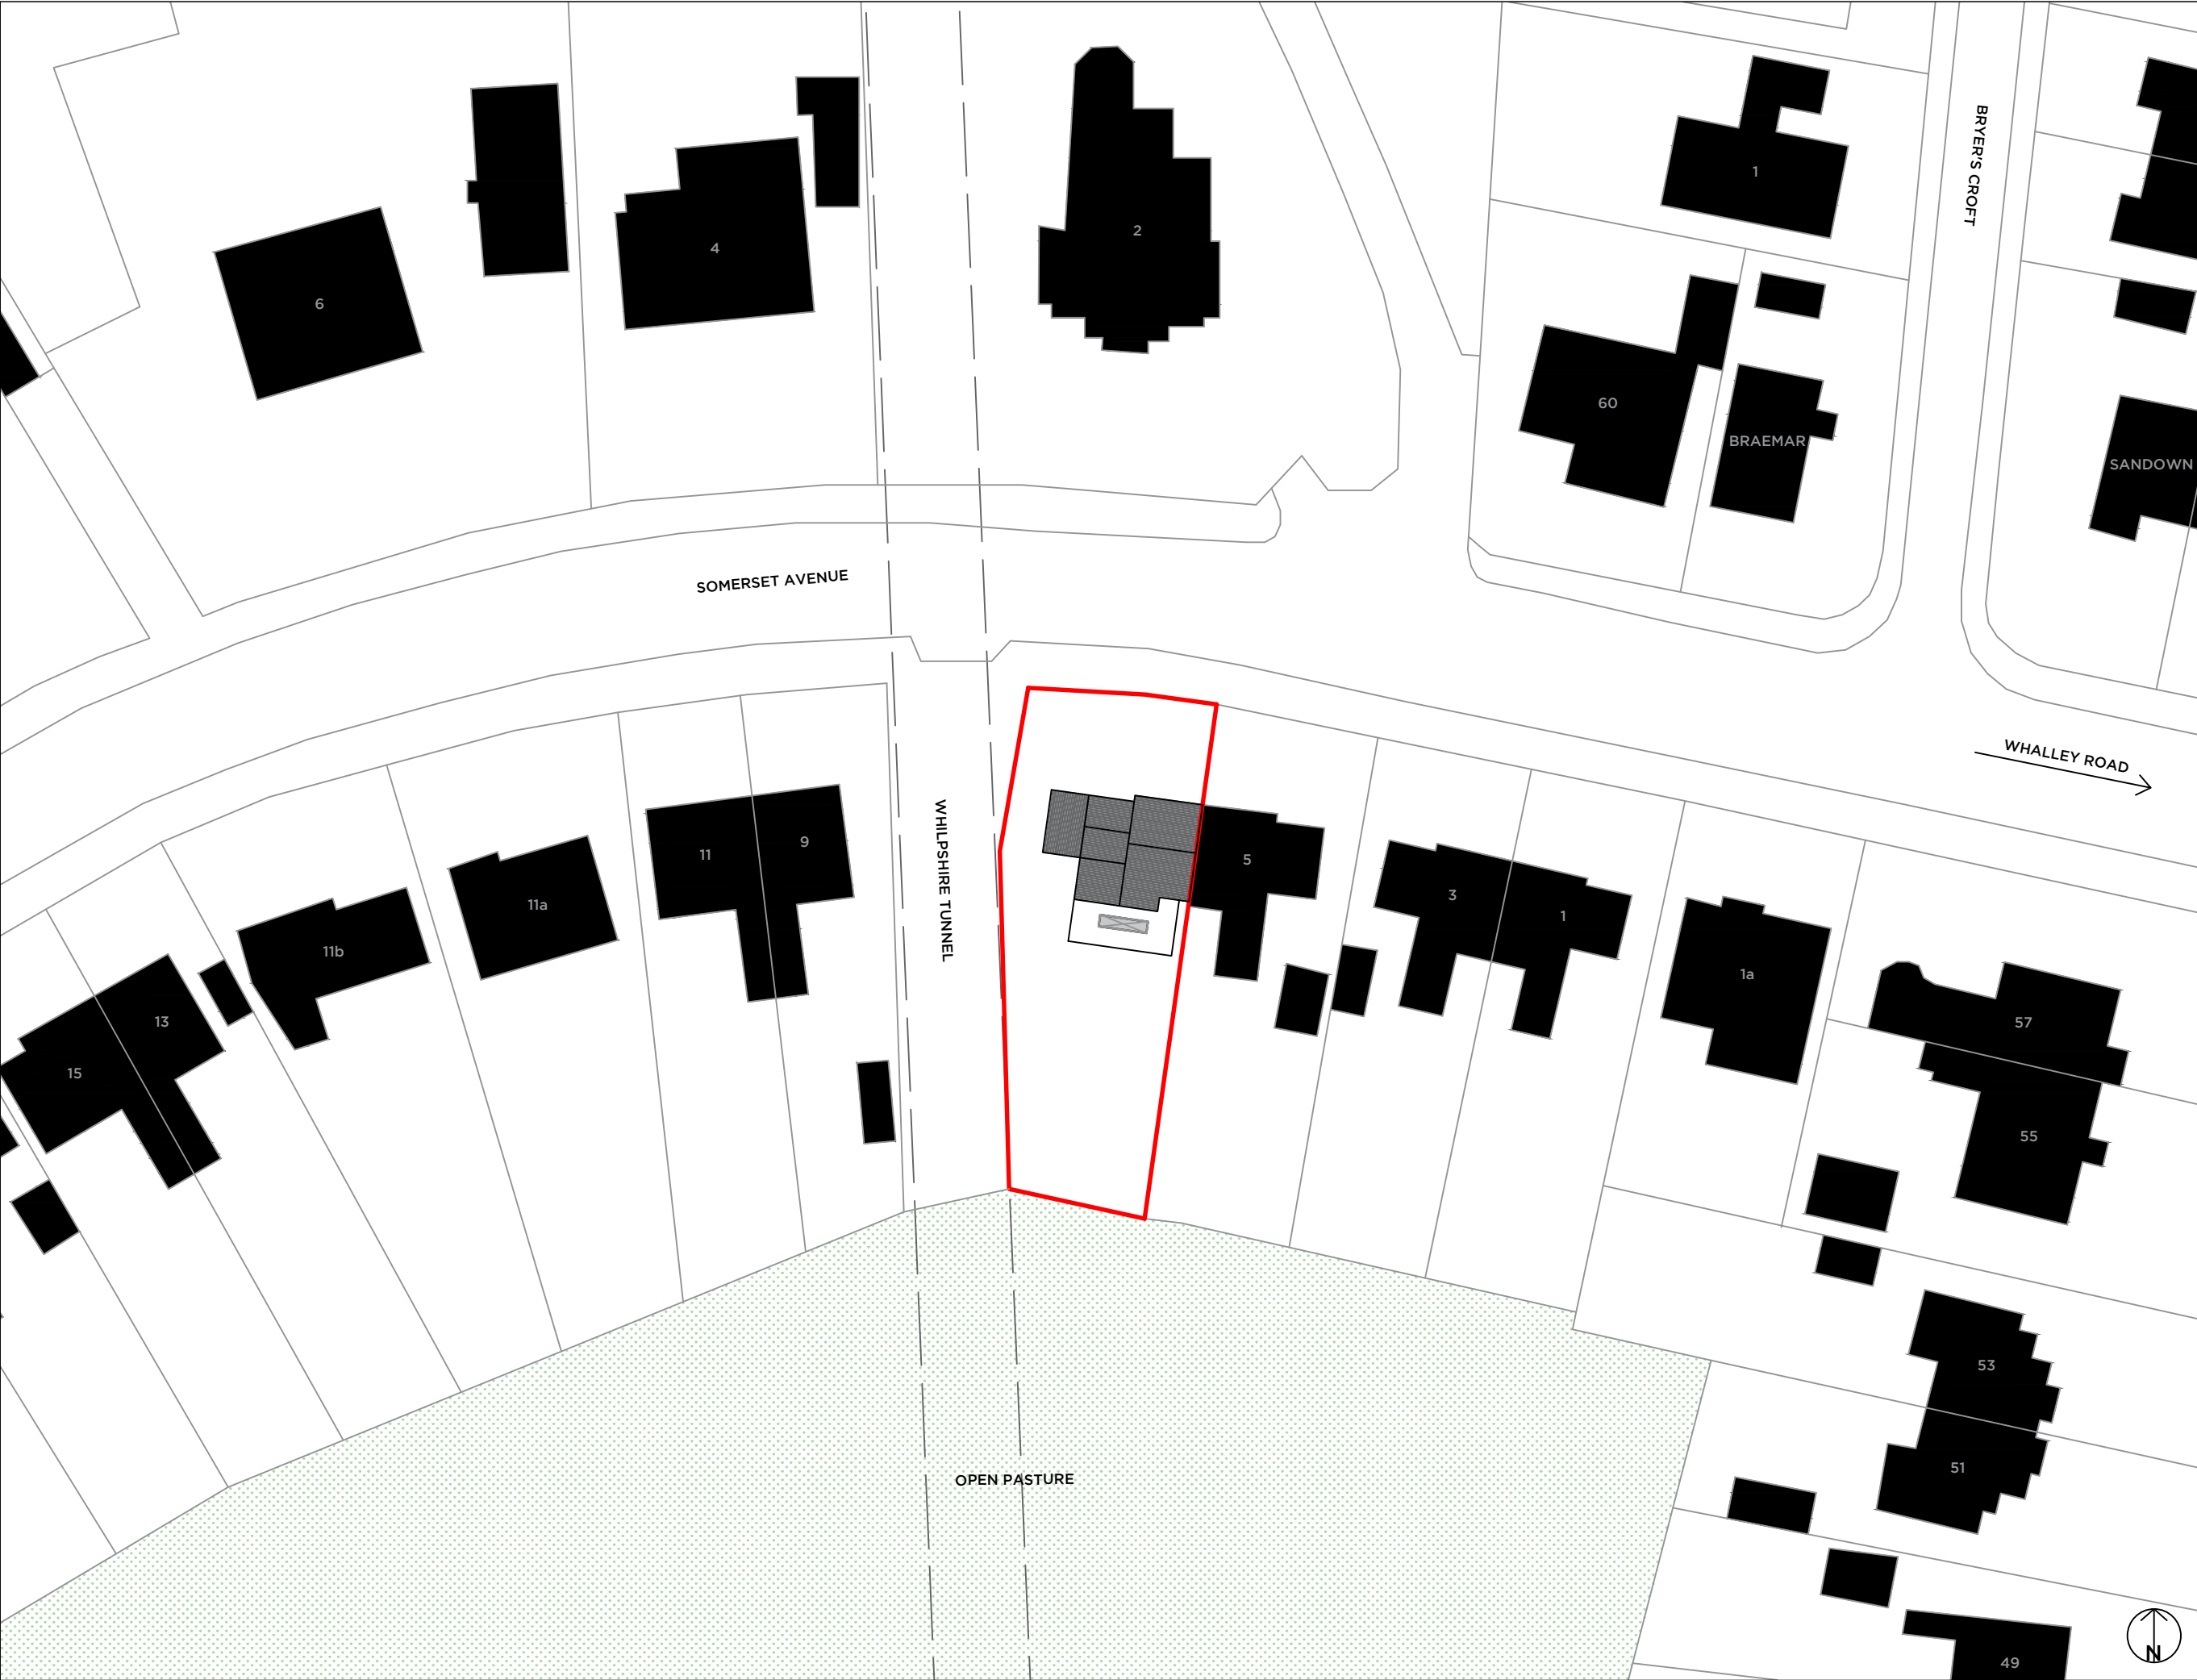 BRYER'S CROFT
1
2
4
6
60
BRAEMAR
SANDOWN
SOMERSET AVENUE
WHALLEY ROAD
WHILPSHIRE TUNNEL
11
9
5
3
1
11a
11b
1a
13
15
57
55
53
51
OPEN PASTURE
49
N